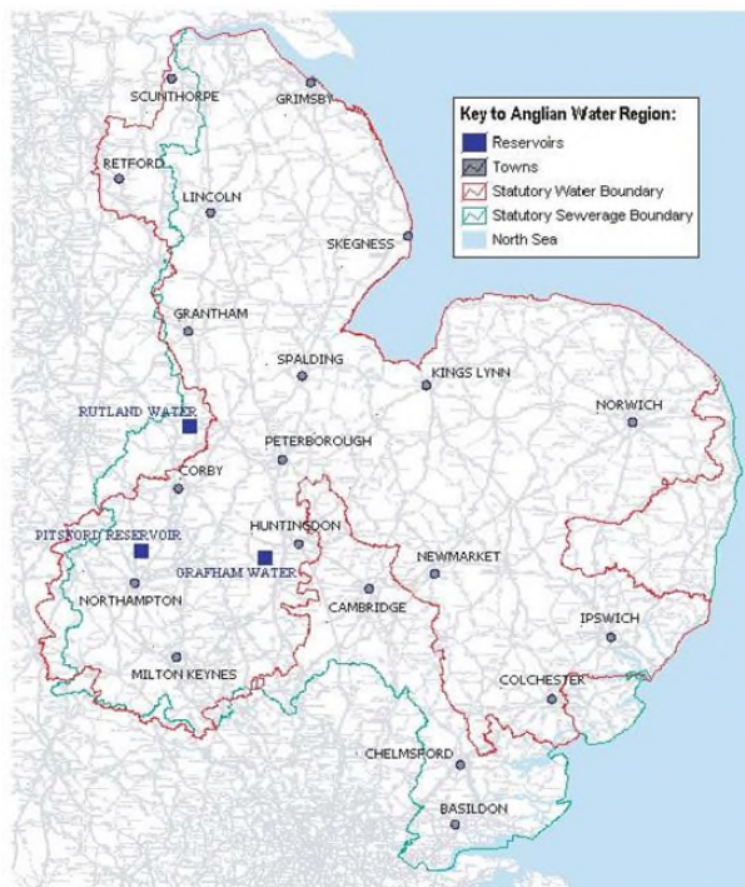 SCUNTHORPE
GRIMSBY
Key to Anglian Water Region:
Reservoirs
Towns
Statutory Water Boundary
Statutory Sewerage Boundary
North Sea
RETFORD
LINCOLN
SKEGNESS
GRANTHAM
SPALDING
KINGS LYNN
RUTLAND WATER
NORWICH
PETERBOROUGH
CORBY
HUNTINGDON
PITSFORD RESERVOIR
NEWMARKET
GRAFHAM WATER
NORTHAMPTON
CAMBRIDGE
IPSWICH
MILTON KEYNES
COLCHESTER
CHELMSFORD
BASILDON